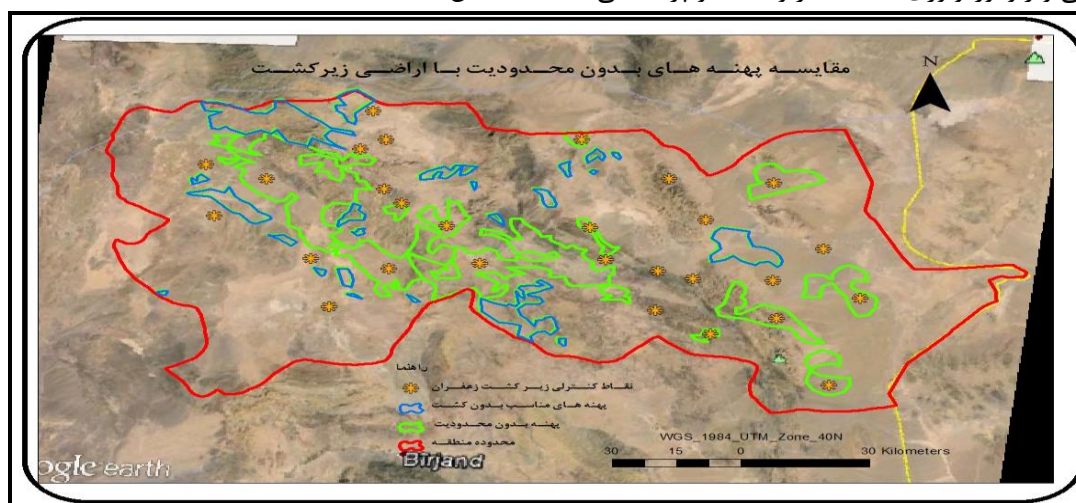 مقایسه پهنه های بدون محدودیت با اراضی زیرکشت
N
راهنما
نقاط کنترلی زیر کشت زعفران
پهنه های مناسب بدون کشت
پهنه بدون محدودیت
محدوده منطقه
Birjand
WGS_1984_UTM_Zone_40N
30 15 0 30 Kilometers
ogle earth